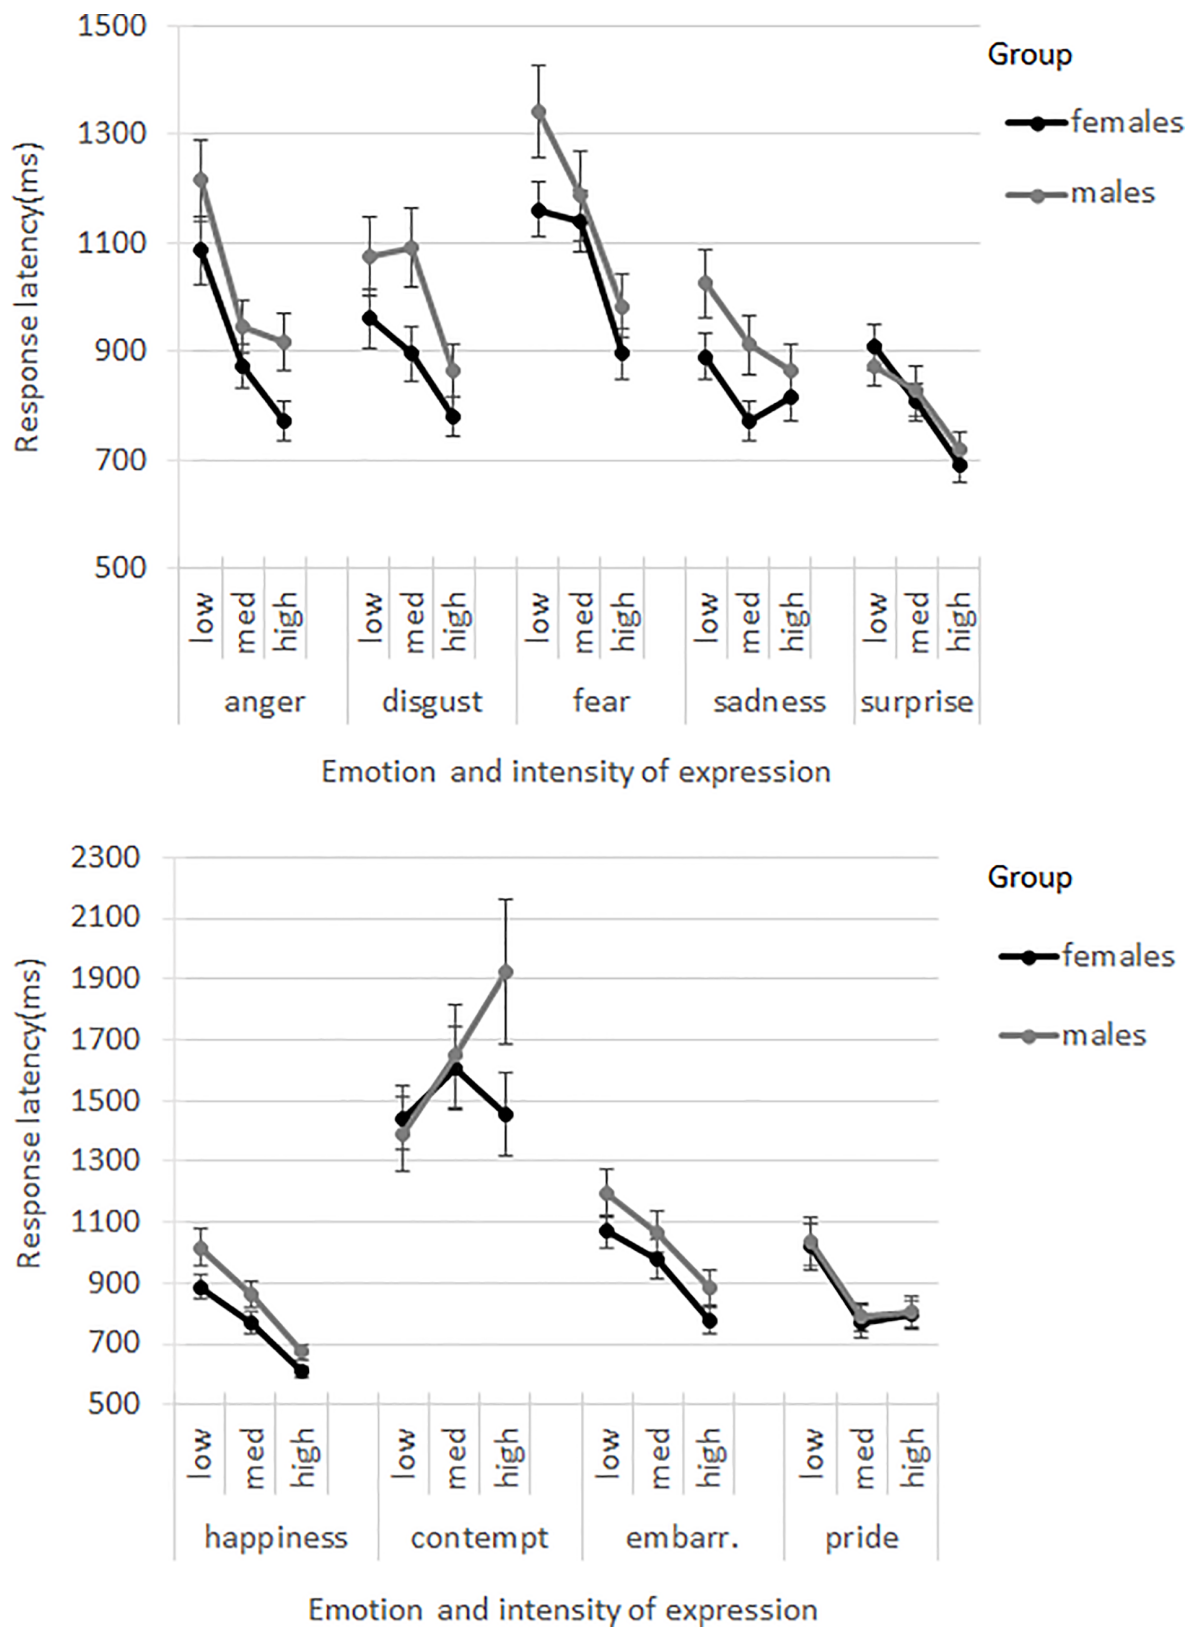 1500
1300
1100
900
700
500
Response latency(ms)
Group
females
males
low med high low med high low med high low med high low med high
anger disgust fear sadness surprise
Emotion and intensity of expression
2300
2100
1900
1700
1500
1300
1100
900
700
500
Response latency(ms)
Group
females
males
low med high low med high low med high low med high
happiness contempt embarr. pride
Emotion and intensity of expression